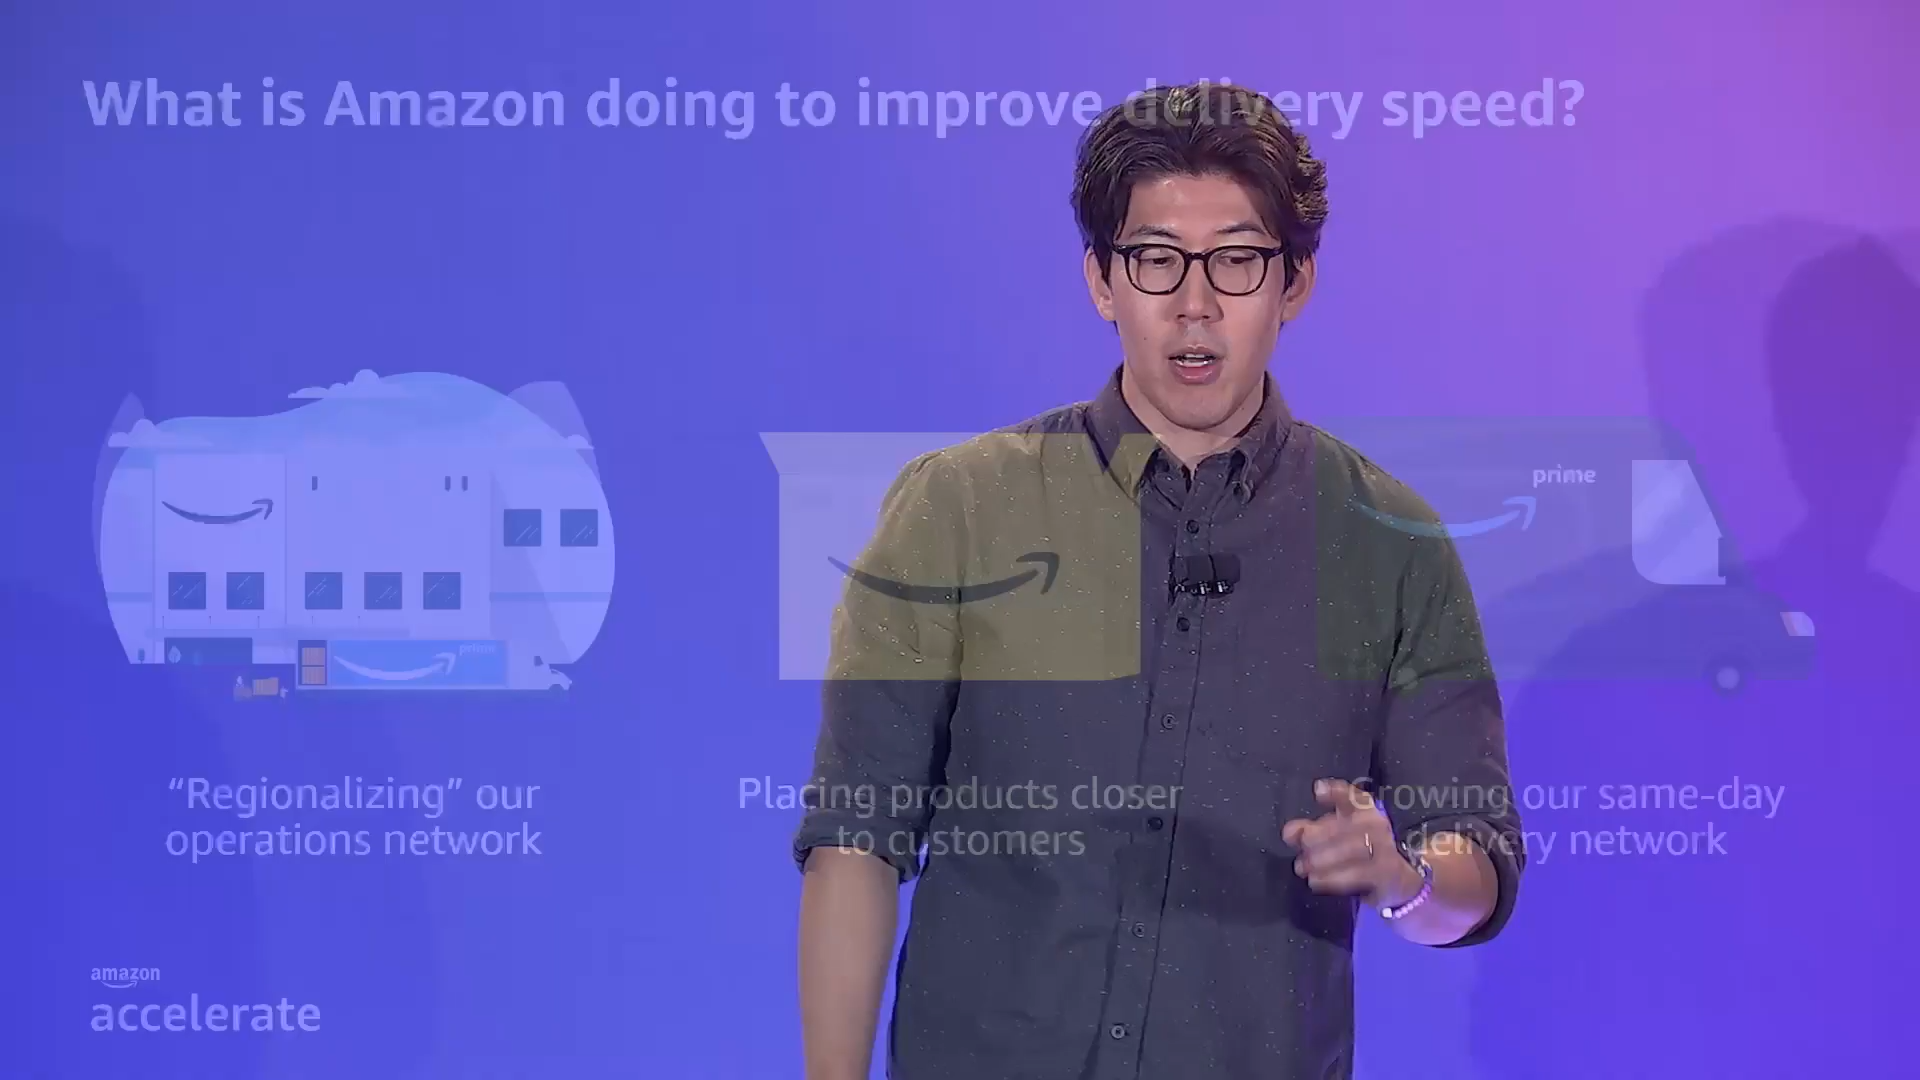 What is Amazon doing to improve delivery speed?
prime
prime
“Regionalizing” our
operations network
Placing products closer
to customers
Growing our same-day
delivery network
amazon
accelerate